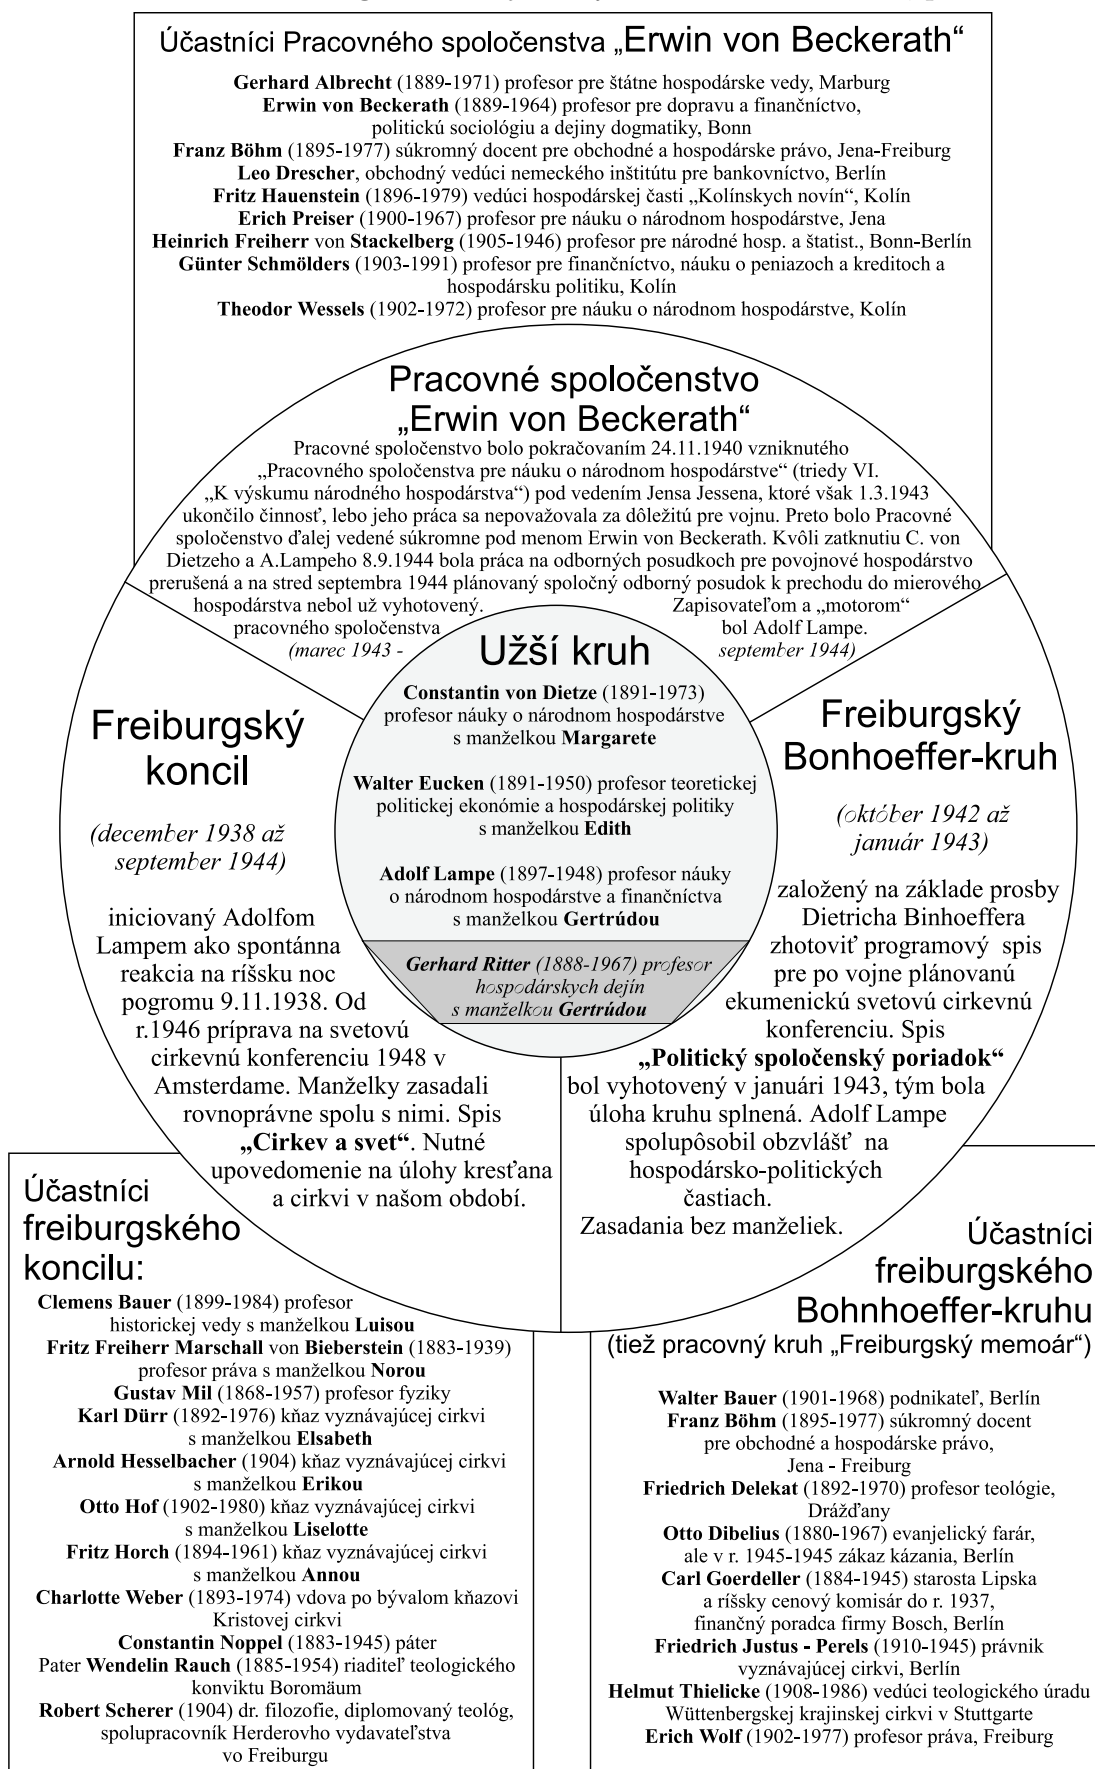 Účastníci Pracovného spoločenstva „Erwin von Beckerath“
Gerhard Albrecht (1889-1971) profesor pre štátne hospodárske vedy, Marburg
Erwin von Beckerath (1889-1964) profesor pre dopravu a finančníctvo,
politickú sociológiu a dejiny dogmatiky, Bonn
Franz Böhm (1895-1977) súkromný docent pre obchodné a hospodárske právo, Jena-Freiburg
Leo Drescher, obchodný vedúci nemeckého inštitútu pre bankovníctvo, Berlín
Fritz Hauenstein (1896-1979) vedúci hospodárskej časti „Kolínskych novín“, Kolín
Erich Preiser (1900-1967) profesor pre náuku o národnom hospodárstve, Jena
Heinrich Freiherr von Stackelberg (1905-1946) profesor pre národné hosp. a štatist., Bonn-Berlín
Günter Schmölders (1903-1991) profesor pre finančníctvo, náuku o peniazoch a kreditoch a
hospodársku politiku, Kolín
Theodor Wessels (1902-1972) profesor pre náuku o národnom hospodárstve, Kolín
Pracovné spoločenstvo
„Erwin von Beckerath“
Pracovné spoločenstvo bolo pokračovaním 24.11.1940 vzniknutého
„Pracovného spoločenstva pre náuku o národnom hospodárstve“ (triedy VI.
„K výskumu národného hospodárstva“) pod vedením Jensa Jessena, ktoré však 1.3.1943
ukončilo činnosť, lebo jeho práca sa nepovažovala za dôležitú pre vojnu. Preto bolo Pracovné
spoločenstvo ďalej vedené súkromne pod menom Erwin von Beckerath. Kvôli zatknutiu C. von
Dietzeho a A.Lampeho 8.9.1944 bola práca na odborných posudkoch pre povojnové hospodárstvo
prerušená a na stred septembra 1944 plánovaný spoločný odborný posudok k prechodu do mierového
hospodárstva nebol už vyhotovený. Zapisovateľom a „motorom“
pracovného spoločenstva bol Adolf Lampe.
(marec 1943 - september 1944)
Užší kruh
Constantin von Dietze (1891-1973)
profesor náuky o národnom hospodárstve
s manželkou Margarete
Walter Eucken (1891-1950) profesor teoretickej
politickej ekonómie a hospodárskej politiky
s manželkou Edith
Adolf Lampe (1897-1948) profesor náuky
o národnom hospodárstve a finančníctva
s manželkou Gertrúdou
Gerhard Ritter (1888-1967) profesor
hospodárskych dejín
s manželkou Gertrúdou
Freiburgský
koncil
(december 1938 až
september 1944)
iniciovaný Adolfom
Lampem ako spontánna
reakcia na ríšsku noc
pogromu 9.11.1938. Od
r.1946 príprava na svetovú
cirkevnú konferenciu 1948 v
Amsterdame. Manželky zasadali
rovnoprávne spolu s nimi. Spis
„Cirkev a svet“. Nutné
upovedomenie na úlohy kresťana
a cirkvi v našom období.
Freiburgský
Bonhoeffer-kruh
(október 1942 až
január 1943)
založený na základe prosby
Dietricha Binhoeffera
zhotoviť programový spis
pre po vojne plánovanú
ekumenickú svetovú cirkevnú
konferenciu. Spis
„Politický spoločenský poriadok“
bol vyhotovený v januári 1943, tým bola
úloha kruhu splnená. Adolf Lampe
spolupôsobil obzvlášť na
hospodársko-politických
častiach.
Zasadania bez manželiek.
Účastníci
freiburgského
koncilu:
Clemens Bauer (1899-1984) profesor
historickej vedy s manželkou Luisou
Fritz Freiherr Marschall von Bieberstein (1883-1939)
profesor práva s manželkou Norou
Gustav Mil (1868-1957) profesor fyziky
Karl Dürr (1892-1976) kňaz vyznávajúcej cirkvi
s manželkou Elsabeth
Arnold Hesselbacher (1904) kňaz vyznávajúcej cirkvi
s manželkou Erikou
Otto Hof (1902-1980) kňaz vyznávajúcej cirkvi
s manželkou Liselotte
Fritz Horch (1894-1961) kňaz vyznávajúcej cirkvi
s manželkou Annou
Charlotte Weber (1893-1974) vdova po bývalom kňazovi
Kristovej cirkvi
Constantin Noppel (1883-1945) páter
Pater Wendelin Rauch (1885-1954) riaditeľ teologického
konviktu Boromäum
Robert Scherer (1904) dr. filozofie, diplomovaný teológ,
spolupracovník Herderovho vydavateľstva
vo Freiburgu
Účastníci
freiburgského
Bohnhoeffer-kruhu
(tiež pracovný kruh „Freiburgský memoár“)
Walter Bauer (1901-1968) podnikateľ, Berlín
Franz Böhm (1895-1977) súkromný docent
pre obchodné a hospodárske právo,
Jena - Freiburg
Friedrich Delekat (1892-1970) profesor teológie,
Drážďany
Otto Dibelius (1880-1967) evanjelický farár,
ale v r. 1945-1945 zákaz kázania, Berlín
Carl Goerdeller (1884-1945) starosta Lipska
a ríšsky cenový komisár do r. 1937,
finančný poradca firmy Bosch, Berlín
Friedrich Justus - Perels (1910-1945) právnik
vyznávajúcej cirkvi, Berlín
Helmut Thielicke (1908-1986) vedúci teologického úradu
Wüttenbergskej krajinskej cirkvi v Stuttgarte
Erich Wolf (1902-1977) profesor práva, Freiburg